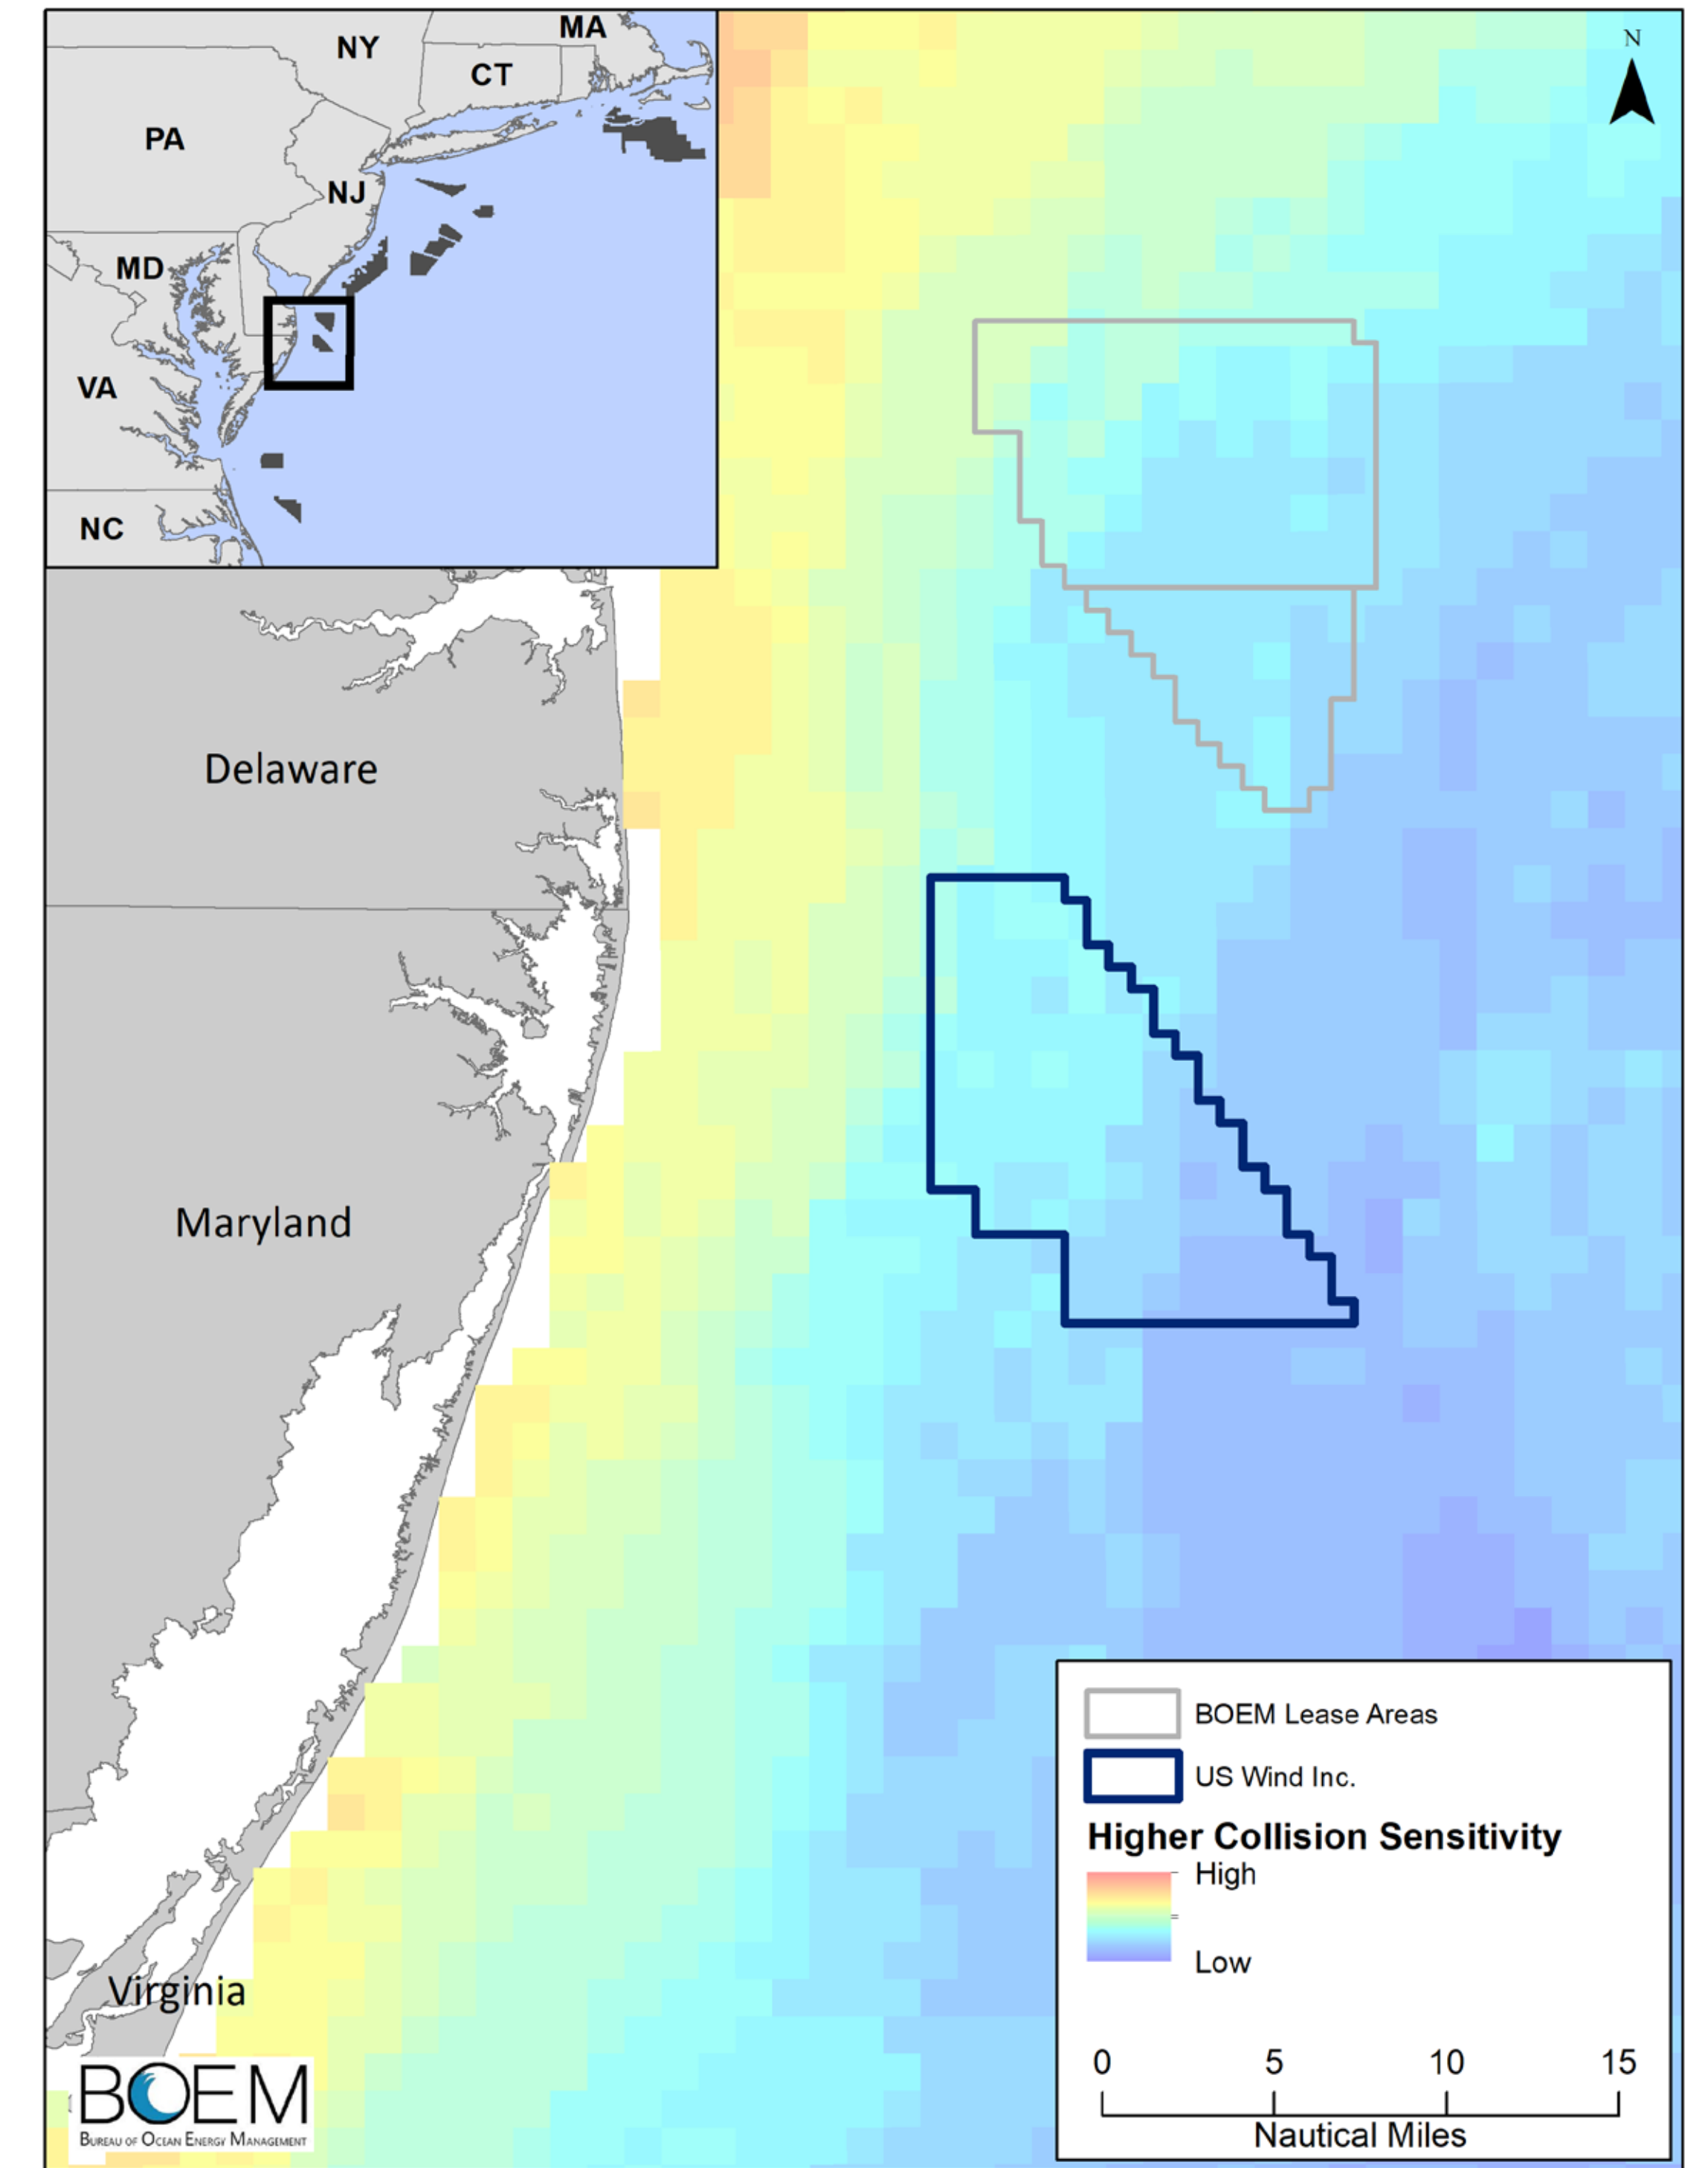 MA
NY
CT
N
PA
NJ
MD
VA
NC
Delaware
Maryland
BOEM Lease Areas
US Wind Inc.
Higher Collision Sensitivity
High
Low
Virginia
0 5 10 15
Nautical Miles
BOEM
BUREAU OF OCEAN ENERGY MANAGEMENT